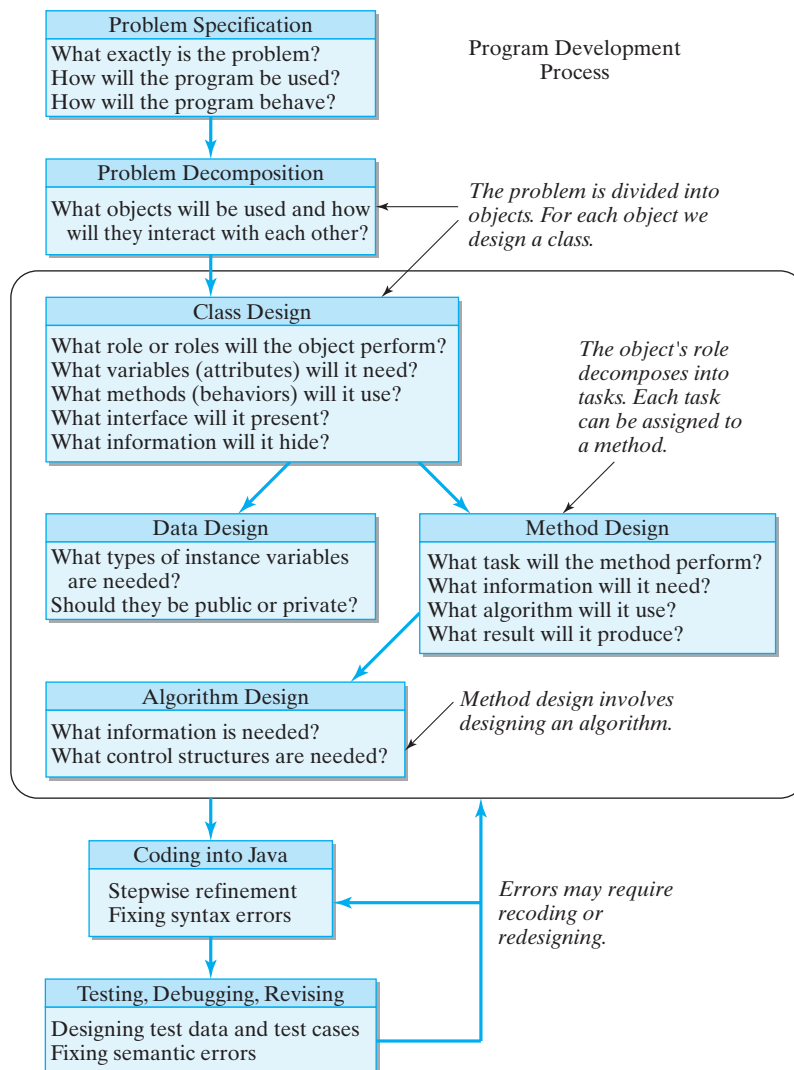 Problem Specification
What exactly is the problem?
How will the program be used?
How will the program behave?
Program Development
Process
Problem Decomposition
What objects will be used and how
will they interact with each other?
The problem is divided into
objects. For each object we
design a class.
Class Design
What role or roles will the object perform?
What variables (attributes) will it need?
What methods (behaviors) will it use?
What interface will it present?
What information will it hide?
The object's role
decomposes into
tasks. Each task
can be assigned to
a method.
Data Design
What types of instance variables
are needed?
Should they be public or private?
Method Design
What task will the method perform?
What information will it need?
What algorithm will it use?
What result will it produce?
Algorithm Design
What information is needed?
What control structures are needed?
Method design involves
designing an algorithm.
Coding into Java
Stepwise refinement
Fixing syntax errors
Errors may require
recoding or
redesigning.
Testing, Debugging, Revising
Designing test data and test cases
Fixing semantic errors